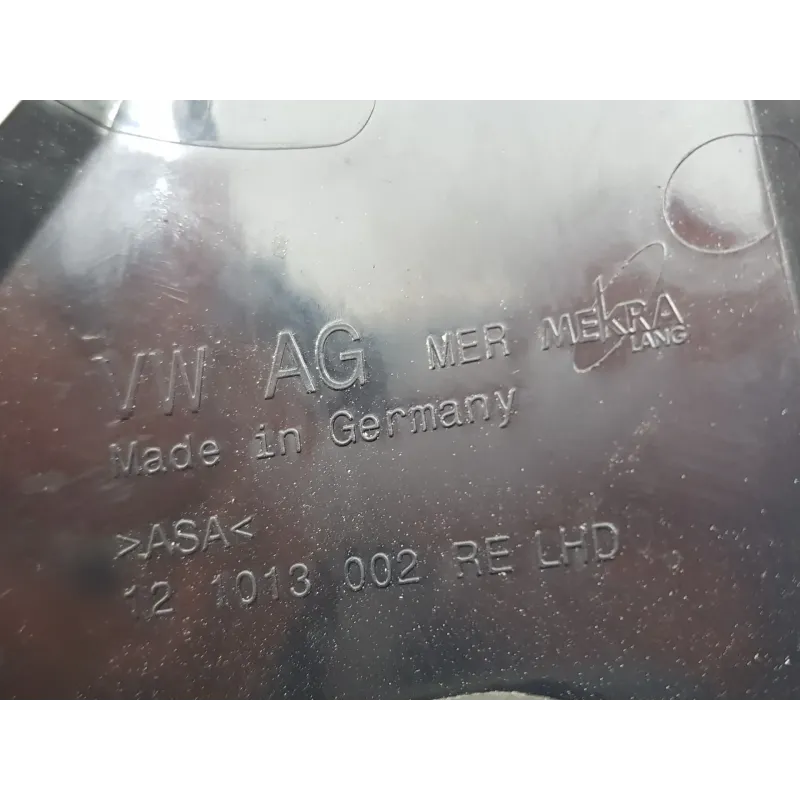 VW AG MER MEKRA
LANG
Made in Germany
>ASA<
12 1013 002 RE LHD